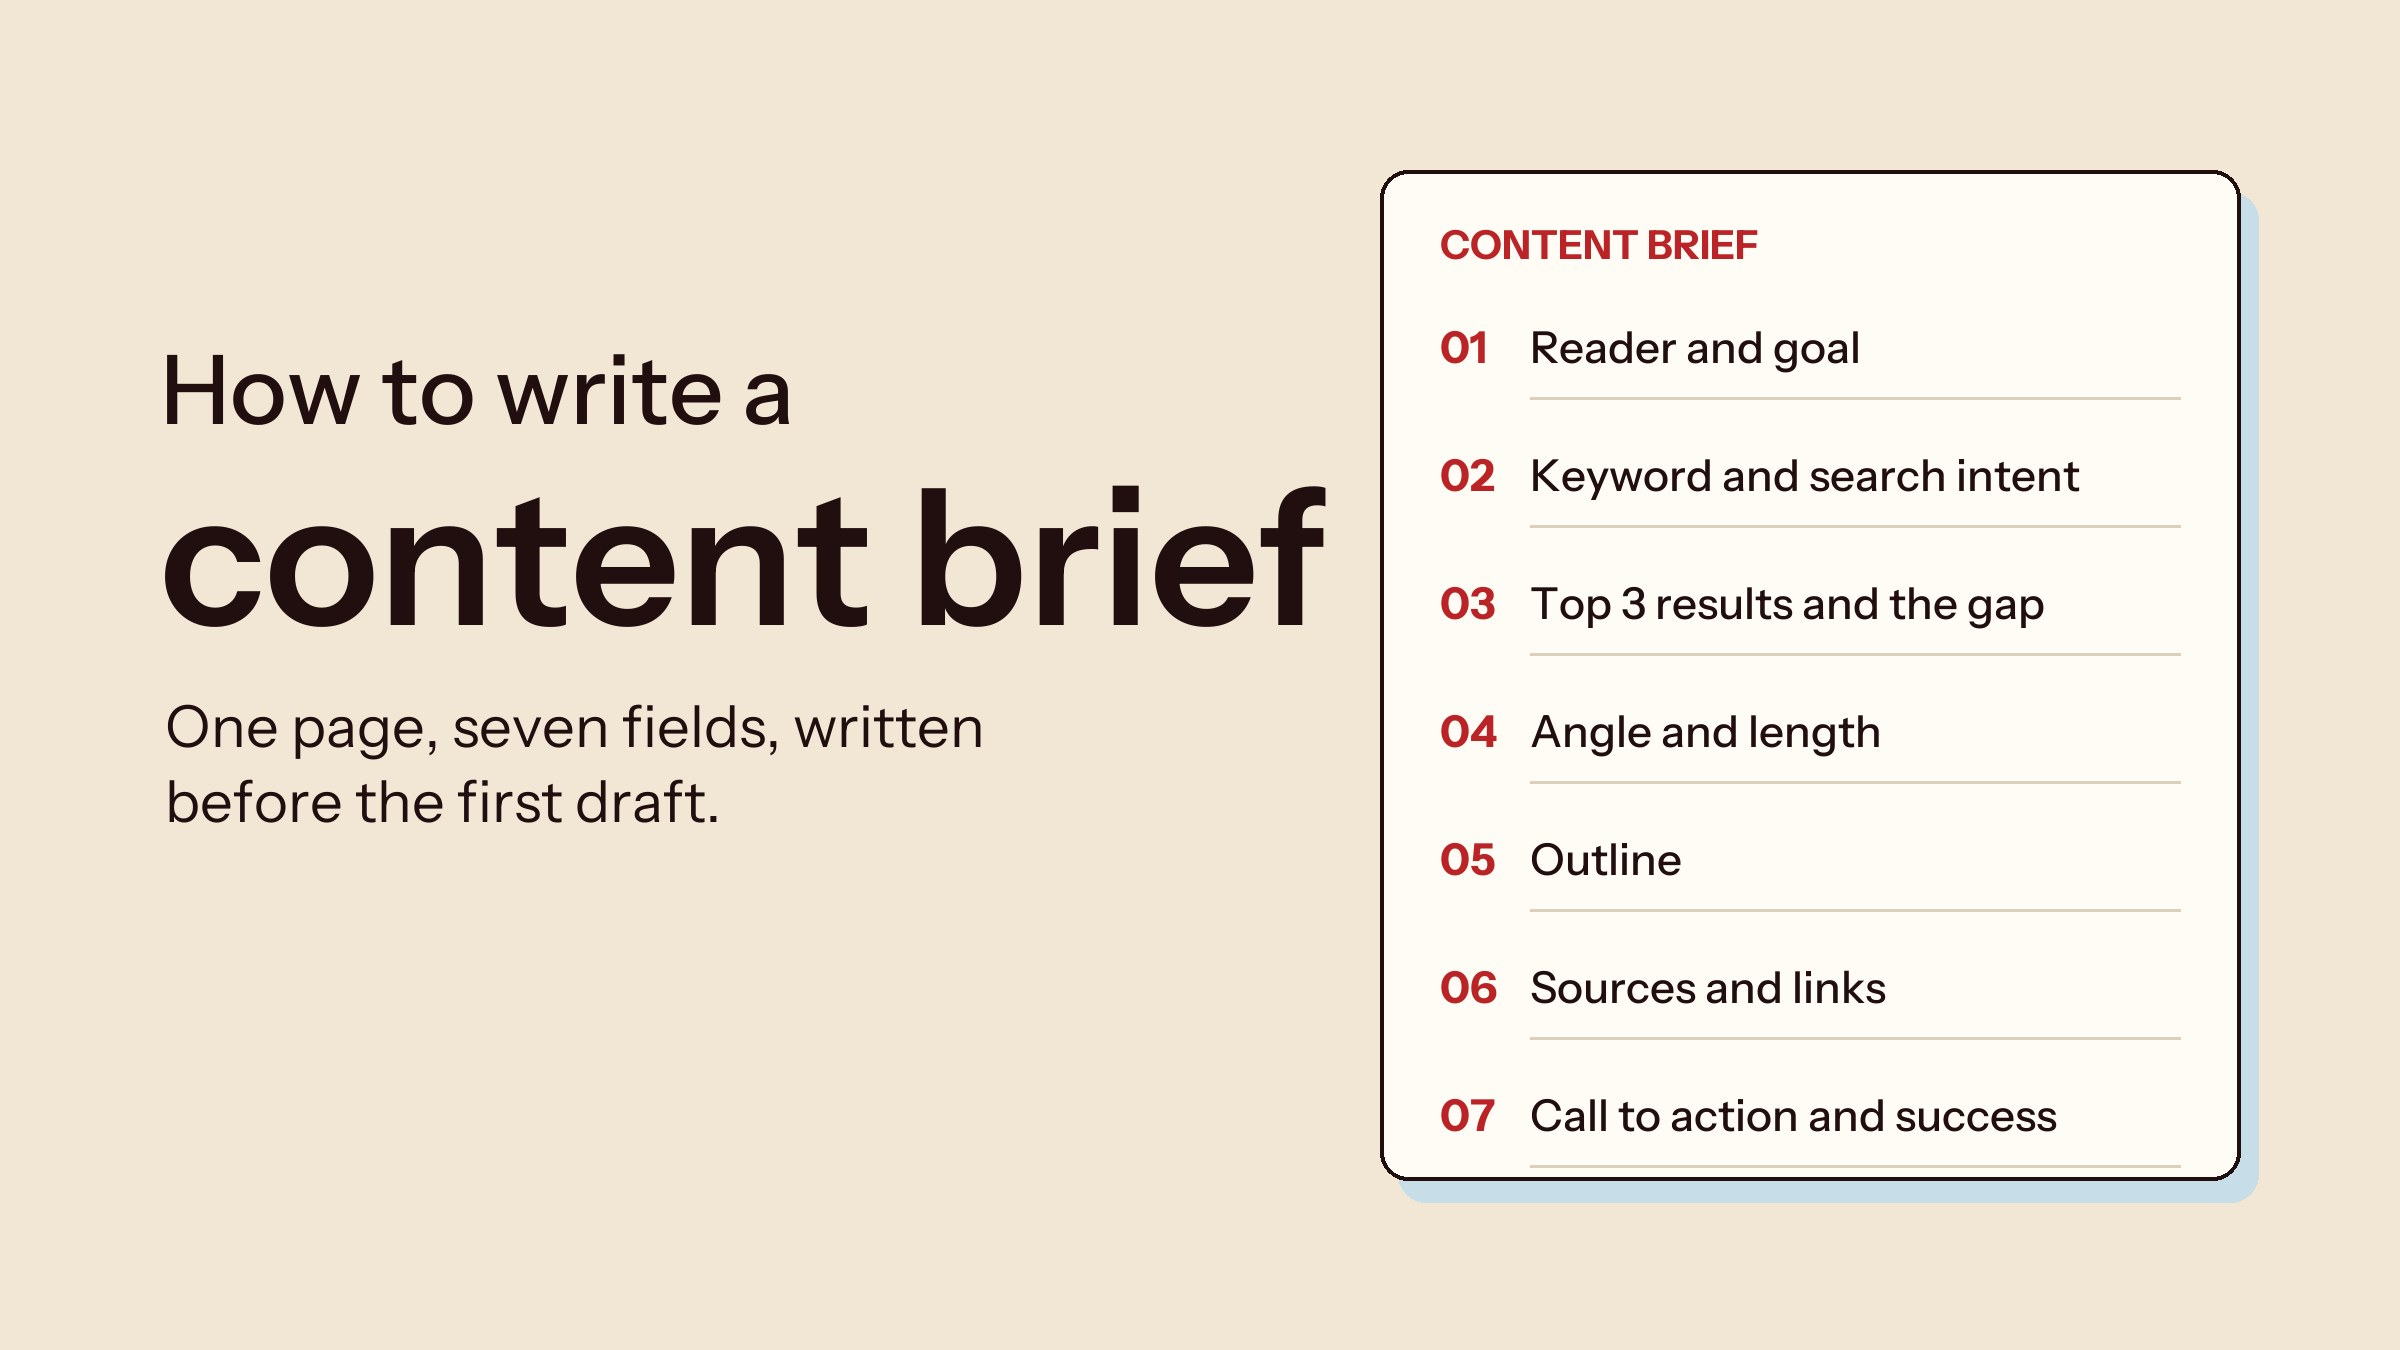 How to write a
content brief
One page, seven fields, written
before the first draft.
CONTENT BRIEF
01 Reader and goal
02 Keyword and search intent
03 Top 3 results and the gap
04 Angle and length
05 Outline
06 Sources and links
07 Call to action and success